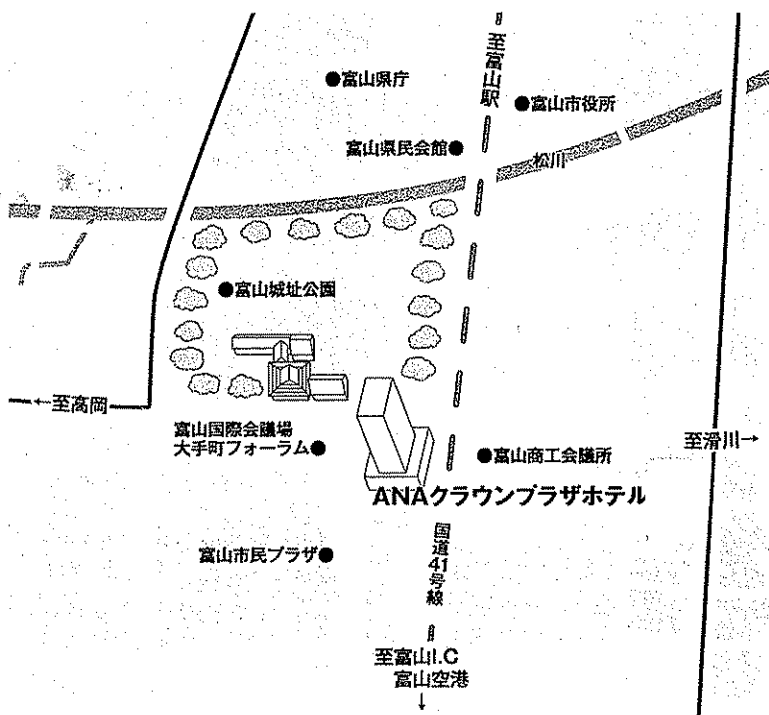 至富山駅
●富山県庁
●富山市役所
富山県民会館●
松川
●富山城址公園
←至高岡
富山国際会議場
大手町フォーラム●
●富山商工会議所
至滑川→
ANAクラウンプラザホテル
国道41号線
富山市民プラザ●
至富山I.C
富山空港
↓